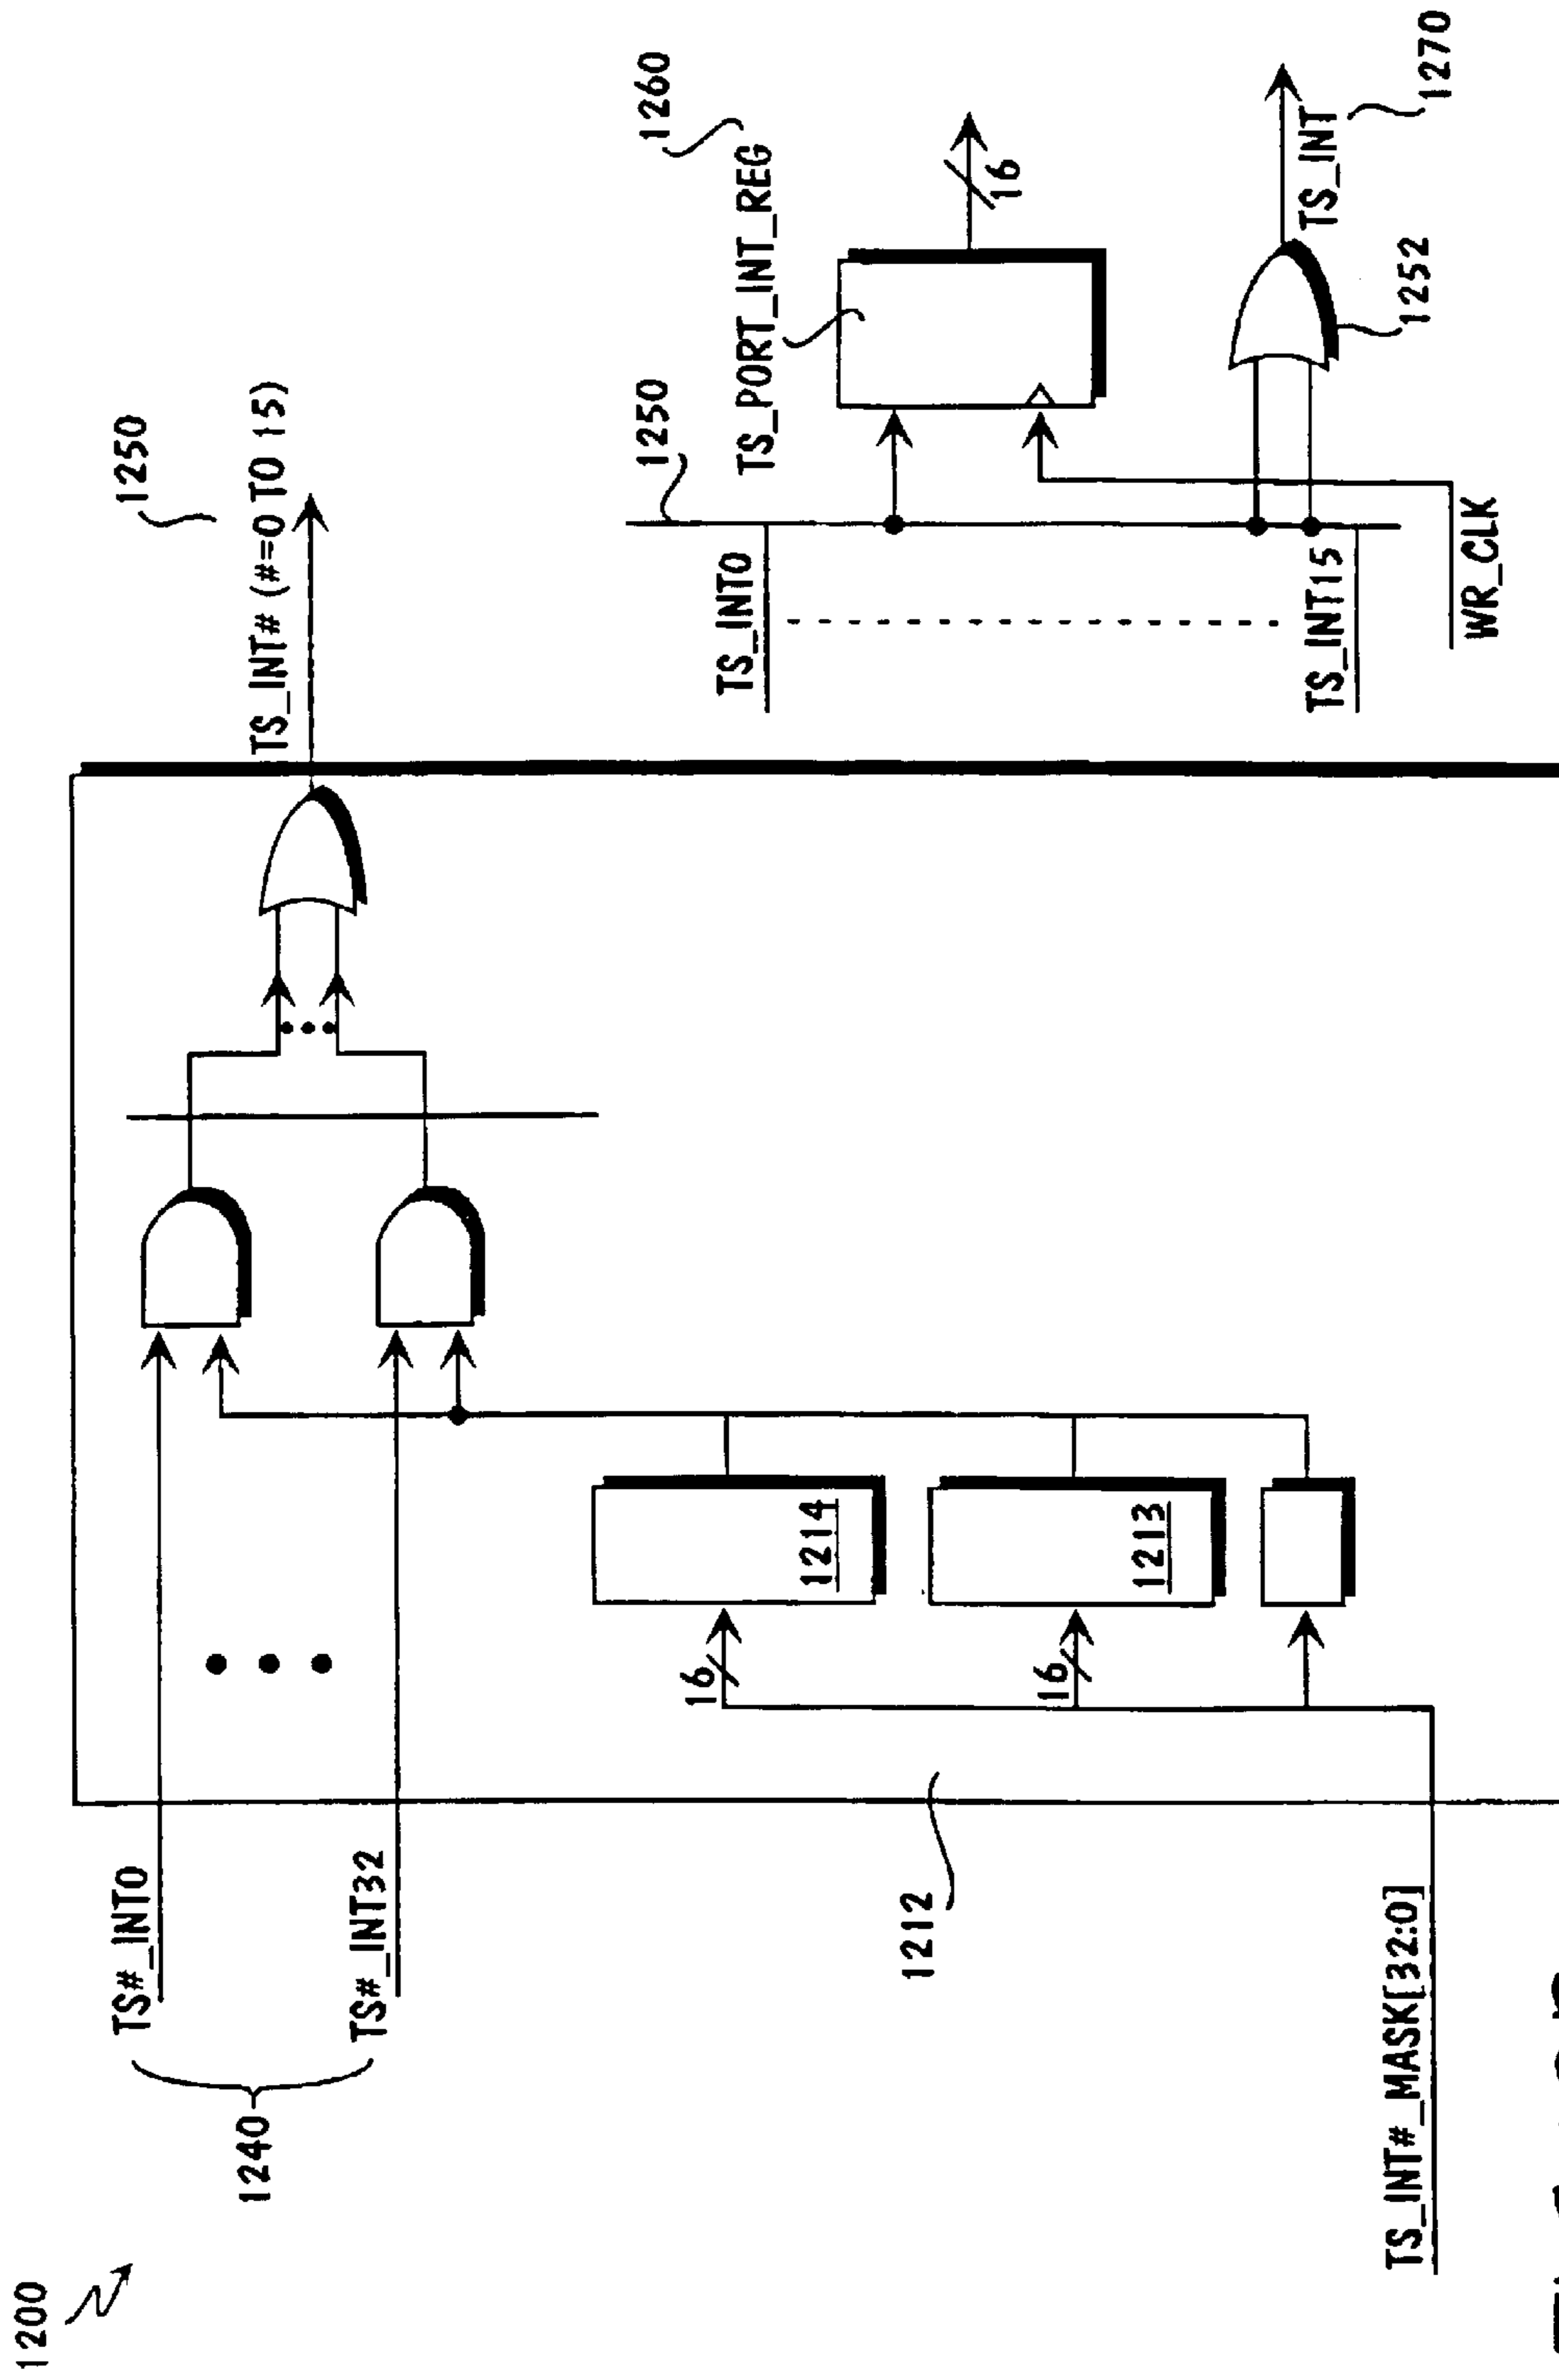 1200
1240
TS#_INT0
TS#_INT32
1212
TS_INT#_MASK[32:0]
16
16
1214
1213
1250
TS_INT# (#=0 TO 15)
1250
1260
TS_PORT_INT_REG
16
TS_INT0
TS_INT15
WR_CLK
TS_INT
1252
1270